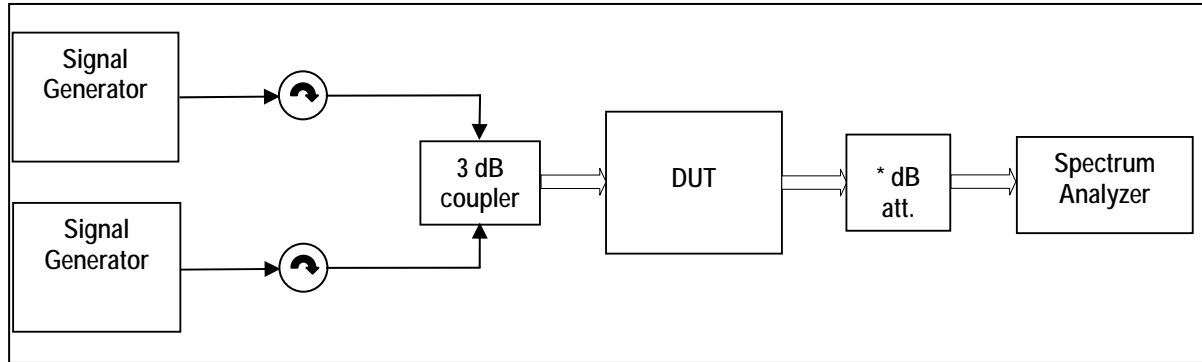 Signal
Generator
3 dB
coupler
DUT
* dB
att.
Spectrum
Analyzer
Signal
Generator